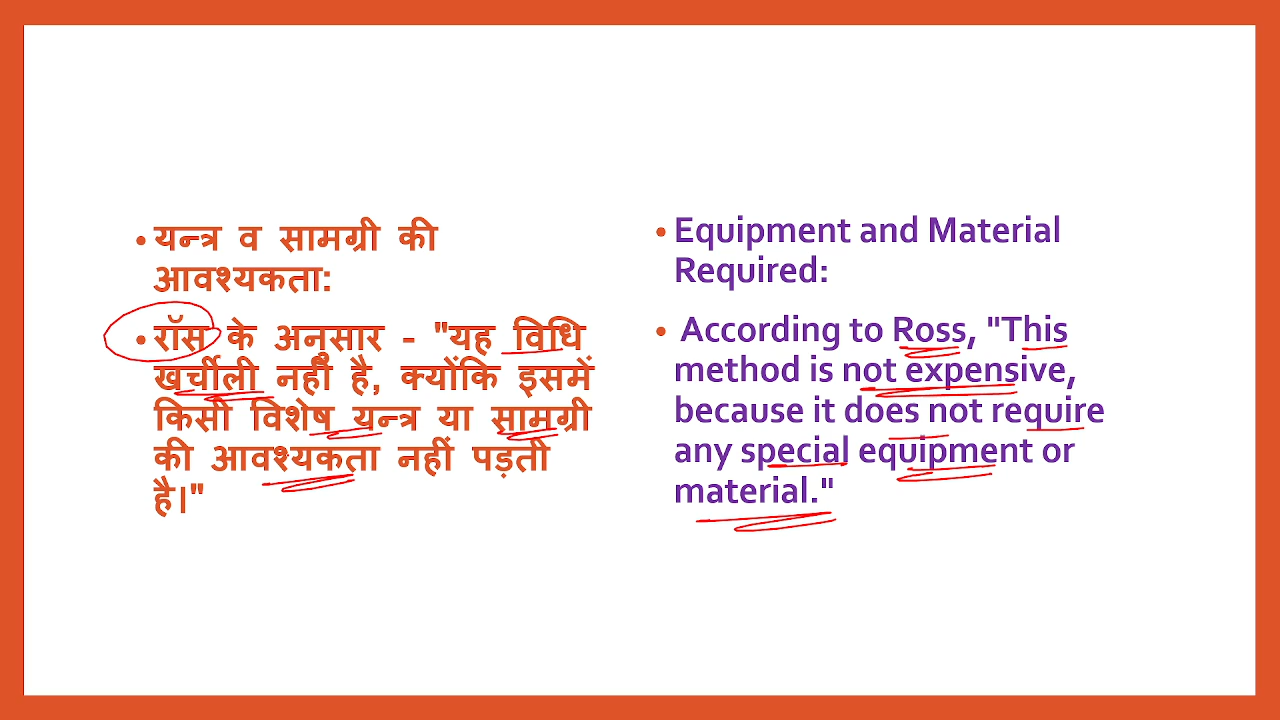 • यन्त्र व सामग्री की
आवश्यकता:
• रॉस के अनुसार - "यह विधि
खर्चीली नहीं है, क्योंकि इसमें
किसी विशेष यन्त्र या सामग्री
की आवश्यकता नहीं पड़ती
है।"
• Equipment and Material
Required:
• According to Ross, "This
method is not expensive,
because it does not require
any special equipment or
material."